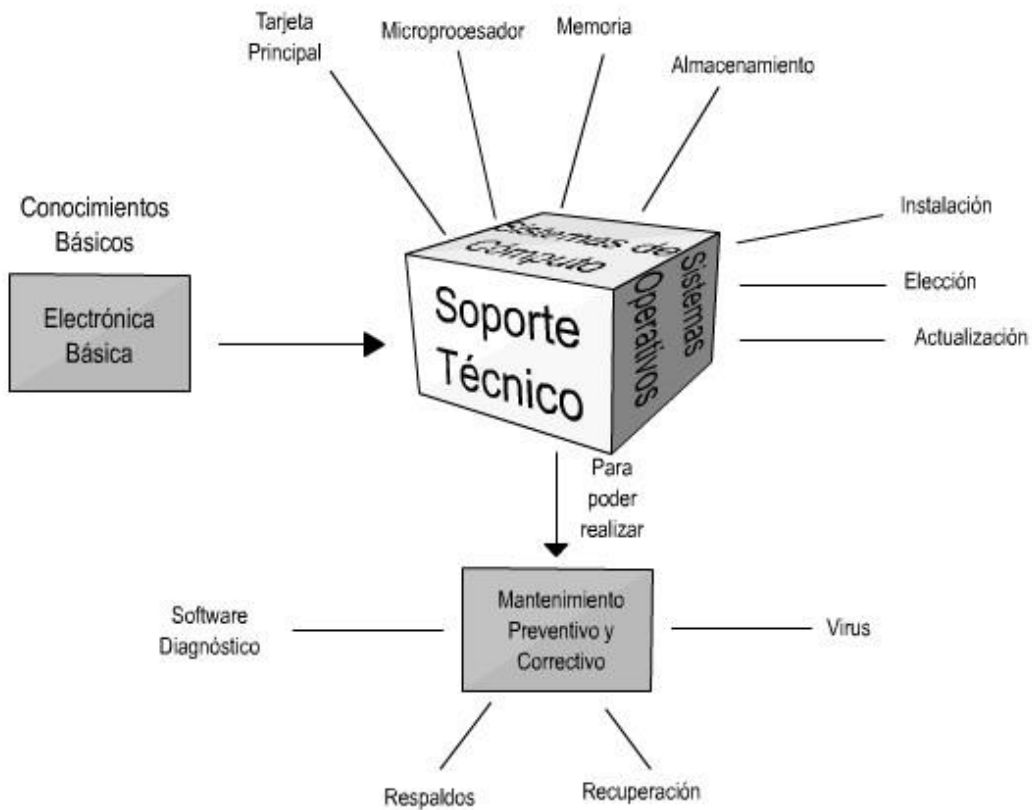 Tarjeta
Principal
Microprocesador
Memoria
Almacenamiento
Conocimientos
Básicos
Electrónica
Básica
Sistemas de
Cómputo
Soporte
Técnico
Sistemas
Operativos
Instalación
Elección
Actualización
Para
poder
realizar
Mantenimiento
Preventivo y
Correctivo
Software
Diagnóstico
Virus
Respaldos
Recuperación